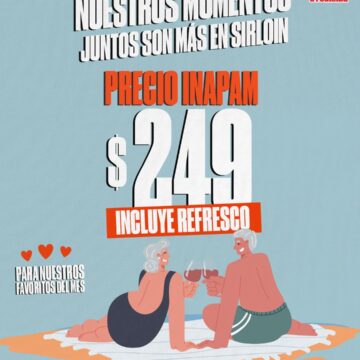 NUESTROS MOMENTOS
JUNTOS SON MÁS EN SIRLOIN
PRECIO INAPAM
$249
INCLUYE REFRESCO
PARA NUESTROS
FAVORITOS DEL MES